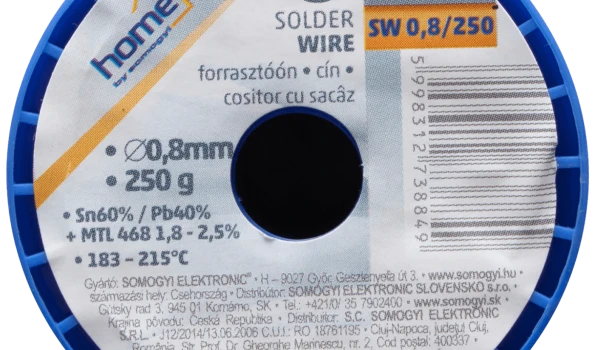 home
by somogyi
SOLDER
WIRE
SW 0,8/250
forrasztóón • cín •
cositor cu sacâz
5 998312 738849
• Ø0,8mm
• 250 g
• Sn60% / Pb40%
+ MTL 468 1,8 - 2,5%
• 183 - 215°C
Gyártó: SOMOGYI ELEKTRONIC® • H – 9027 Győr, Gesztenyefa út 3. • www.somogyi.hu •
származási hely: Csehország • Distribútor: SOMOGYI ELEKTRONIC SLOVENSKO s.r.o. •
Gútsky rad 3, 945 01 Komárno, SK • Tel.: +421/0/ 35 7902400 • www.somogyi.sk •
Krajina pôvodu: Česká Republika • Distribuitor: S.C. SOMOGYI ELEKTRONIC
S.R.L. • J12/2014/13.06.2006 C.U.I.: RO 18761195 • Cluj-Napoca, județul Cluj,
România, Str. Prof. Dr. Gheorghe Marinescu, nr. 2, Cod poștal: 400337